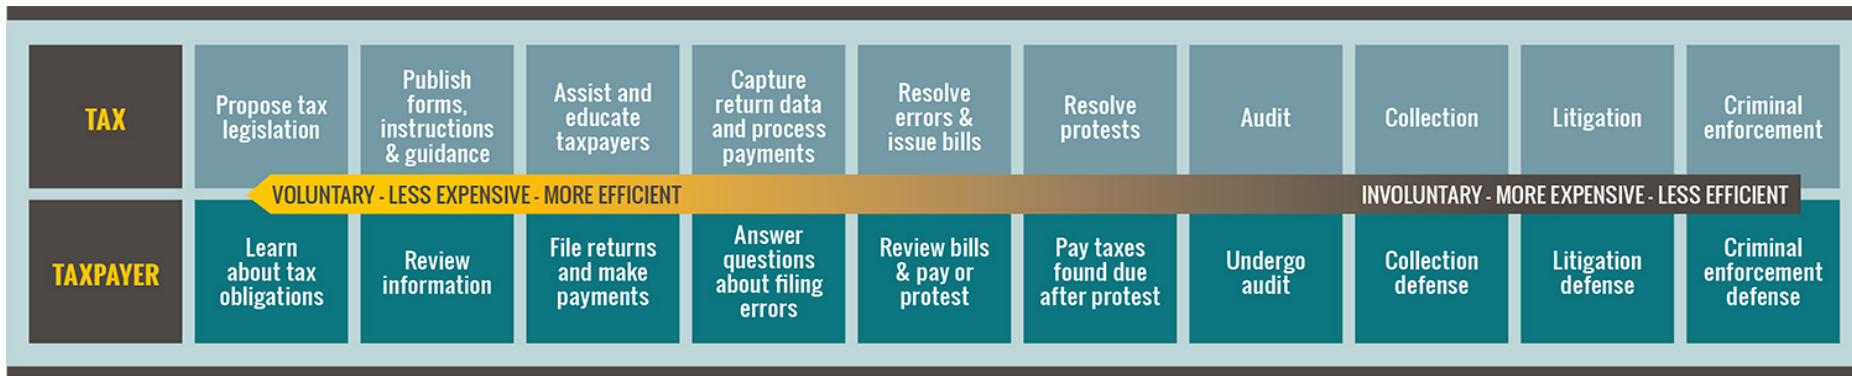 TAX
Propose tax
legislation
Publish
forms,
instructions
& guidance
Assist and
educate
taxpayers
Capture
return data
and process
payments
Resolve
errors &
issue bills
Resolve
protests
Audit
Collection
Litigation
Criminal
enforcement
VOLUNTARY - LESS EXPENSIVE - MORE EFFICIENT
INVOLUNTARY - MORE EXPENSIVE - LESS EFFICIENT
TAXPAYER
Learn
about tax
obligations
Review
information
File returns
and make
payments
Answer
questions
about filing
errors
Review bills
& pay or
protest
Pay taxes
found due
after protest
Undergo
audit
Collection
defense
Litigation
defense
Criminal
enforcement
defense